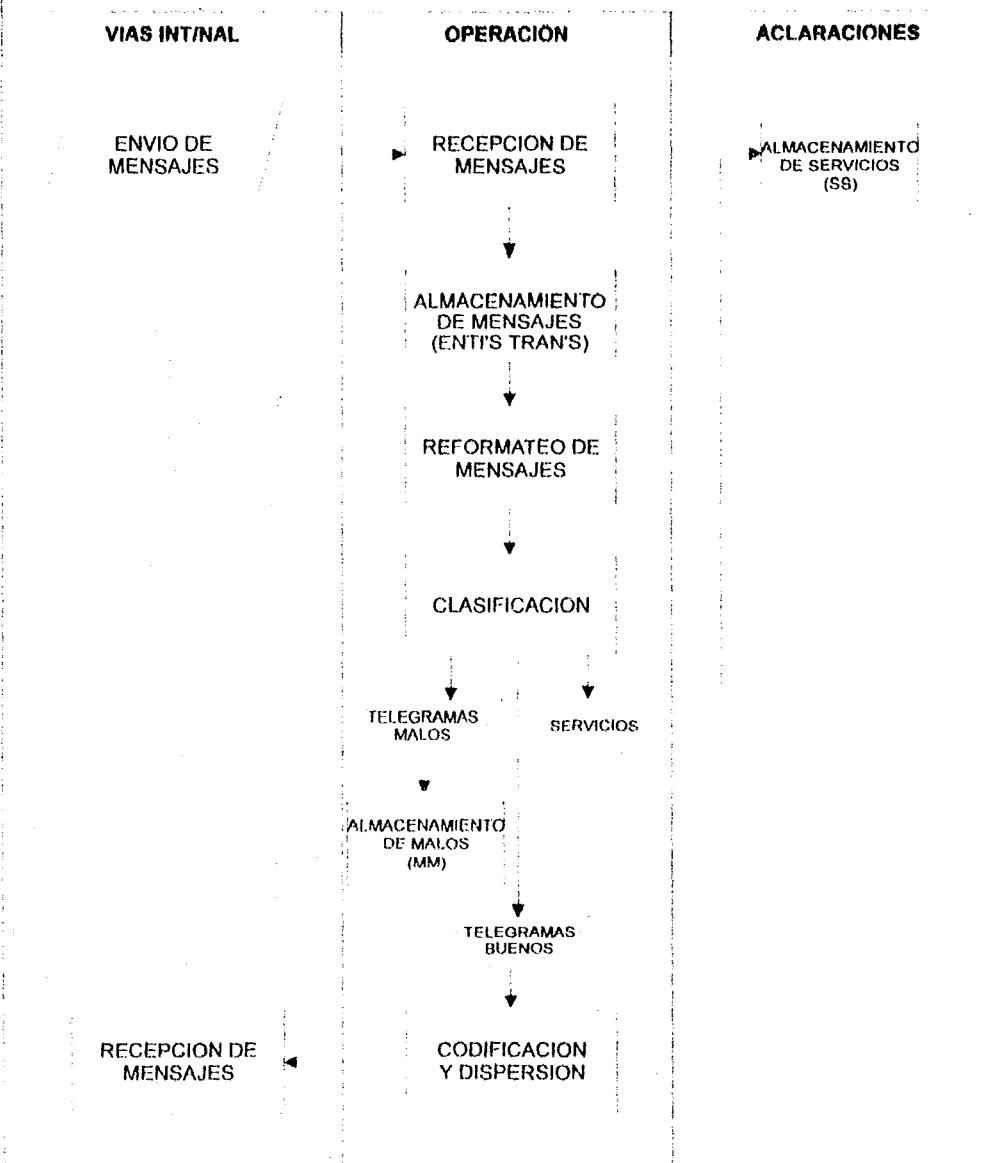 VIAS INT/NAL
OPERACION
ACLARACIONES
ENVIO DE
MENSAJES
RECEPCION DE
MENSAJES
ALMACENAMIENTO
DE SERVICIOS
(SS)
ALMACENAMIENTO
DE MENSAJES
(ENTI'S TRAN'S)
REFORMATEO DE
MENSAJES
CLASIFICACION
TELEGRAMAS
MALOS
SERVICIOS
ALMACENAMIENTO
DE MALOS
(MM)
TELEGRAMAS
BUENOS
RECEPCION DE
MENSAJES
CODIFICACION
Y DISPERSION